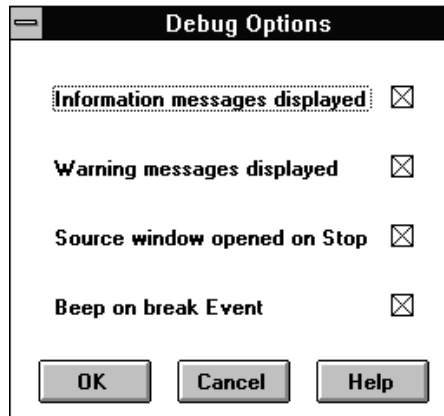 Debug Options
Information messages displayed
Warning messages displayed
Source window opened on Stop
Beep on break Event
OK Cancel Help